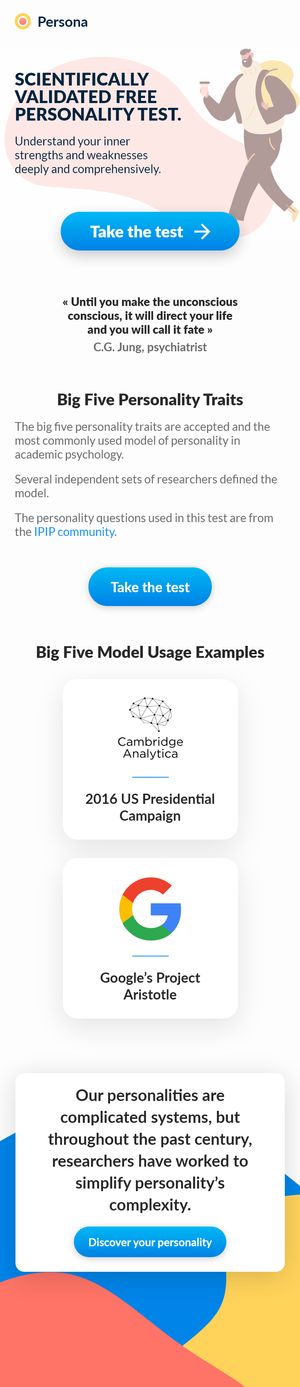 Persona
SCIENTIFICALLY
VALIDATED FREE
PERSONALITY TEST.
Understand your inner
strengths and weaknesses
deeply and comprehensively.
Take the test
« Until you make the unconscious
conscious, it will direct your life
and you will call it fate »
C.G. Jung, psychiatrist
Big Five Personality Traits
The big five personality traits are accepted and the
most commonly used model of personality in
academic psychology.
Several independent sets of researchers defined the
model.
The personality questions used in this test are from
the IPIP community.
Take the test
Big Five Model Usage Examples
Cambridge
Analytica
2016 US Presidential
Campaign
Google's Project
Aristotle
Our personalities are
complicated systems, but
throughout the past century,
researchers have worked to
simplify personality's
complexity.
Discover your personality